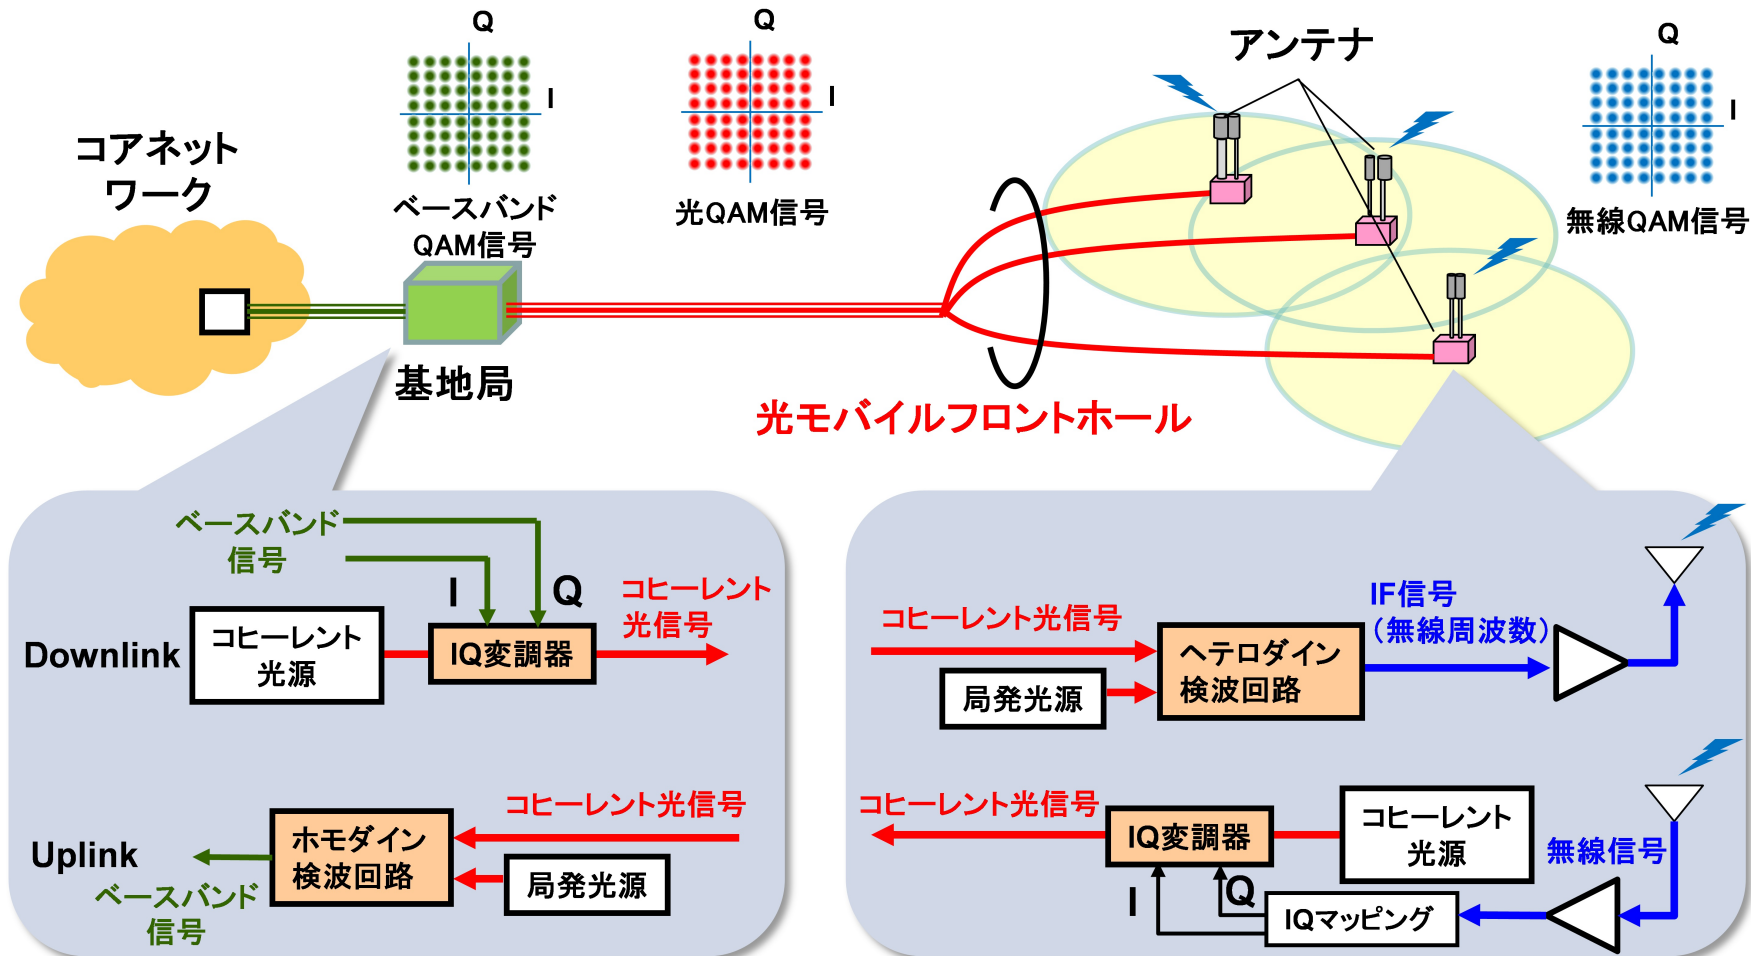 Q
I
ベースバンド
QAM信号
Q
I
光QAM信号
アンテナ
Q
I
無線QAM信号
コアネット
ワーク
基地局
光モバイルフロントホール
ベースバンド
信号
I
Q
コヒーレント
光信号
Downlink
コヒーレント
光源
IQ変調器
Uplink
ホモダイン
検波回路
コヒーレント光信号
局発光源
ベースバンド
信号
コヒーレント光信号
局発光源
ヘテロダイン
検波回路
IF信号
（無線周波数）
コヒーレント光信号
IQ変調器
コヒーレント
光源
無線信号
I
Q
IQマッピング